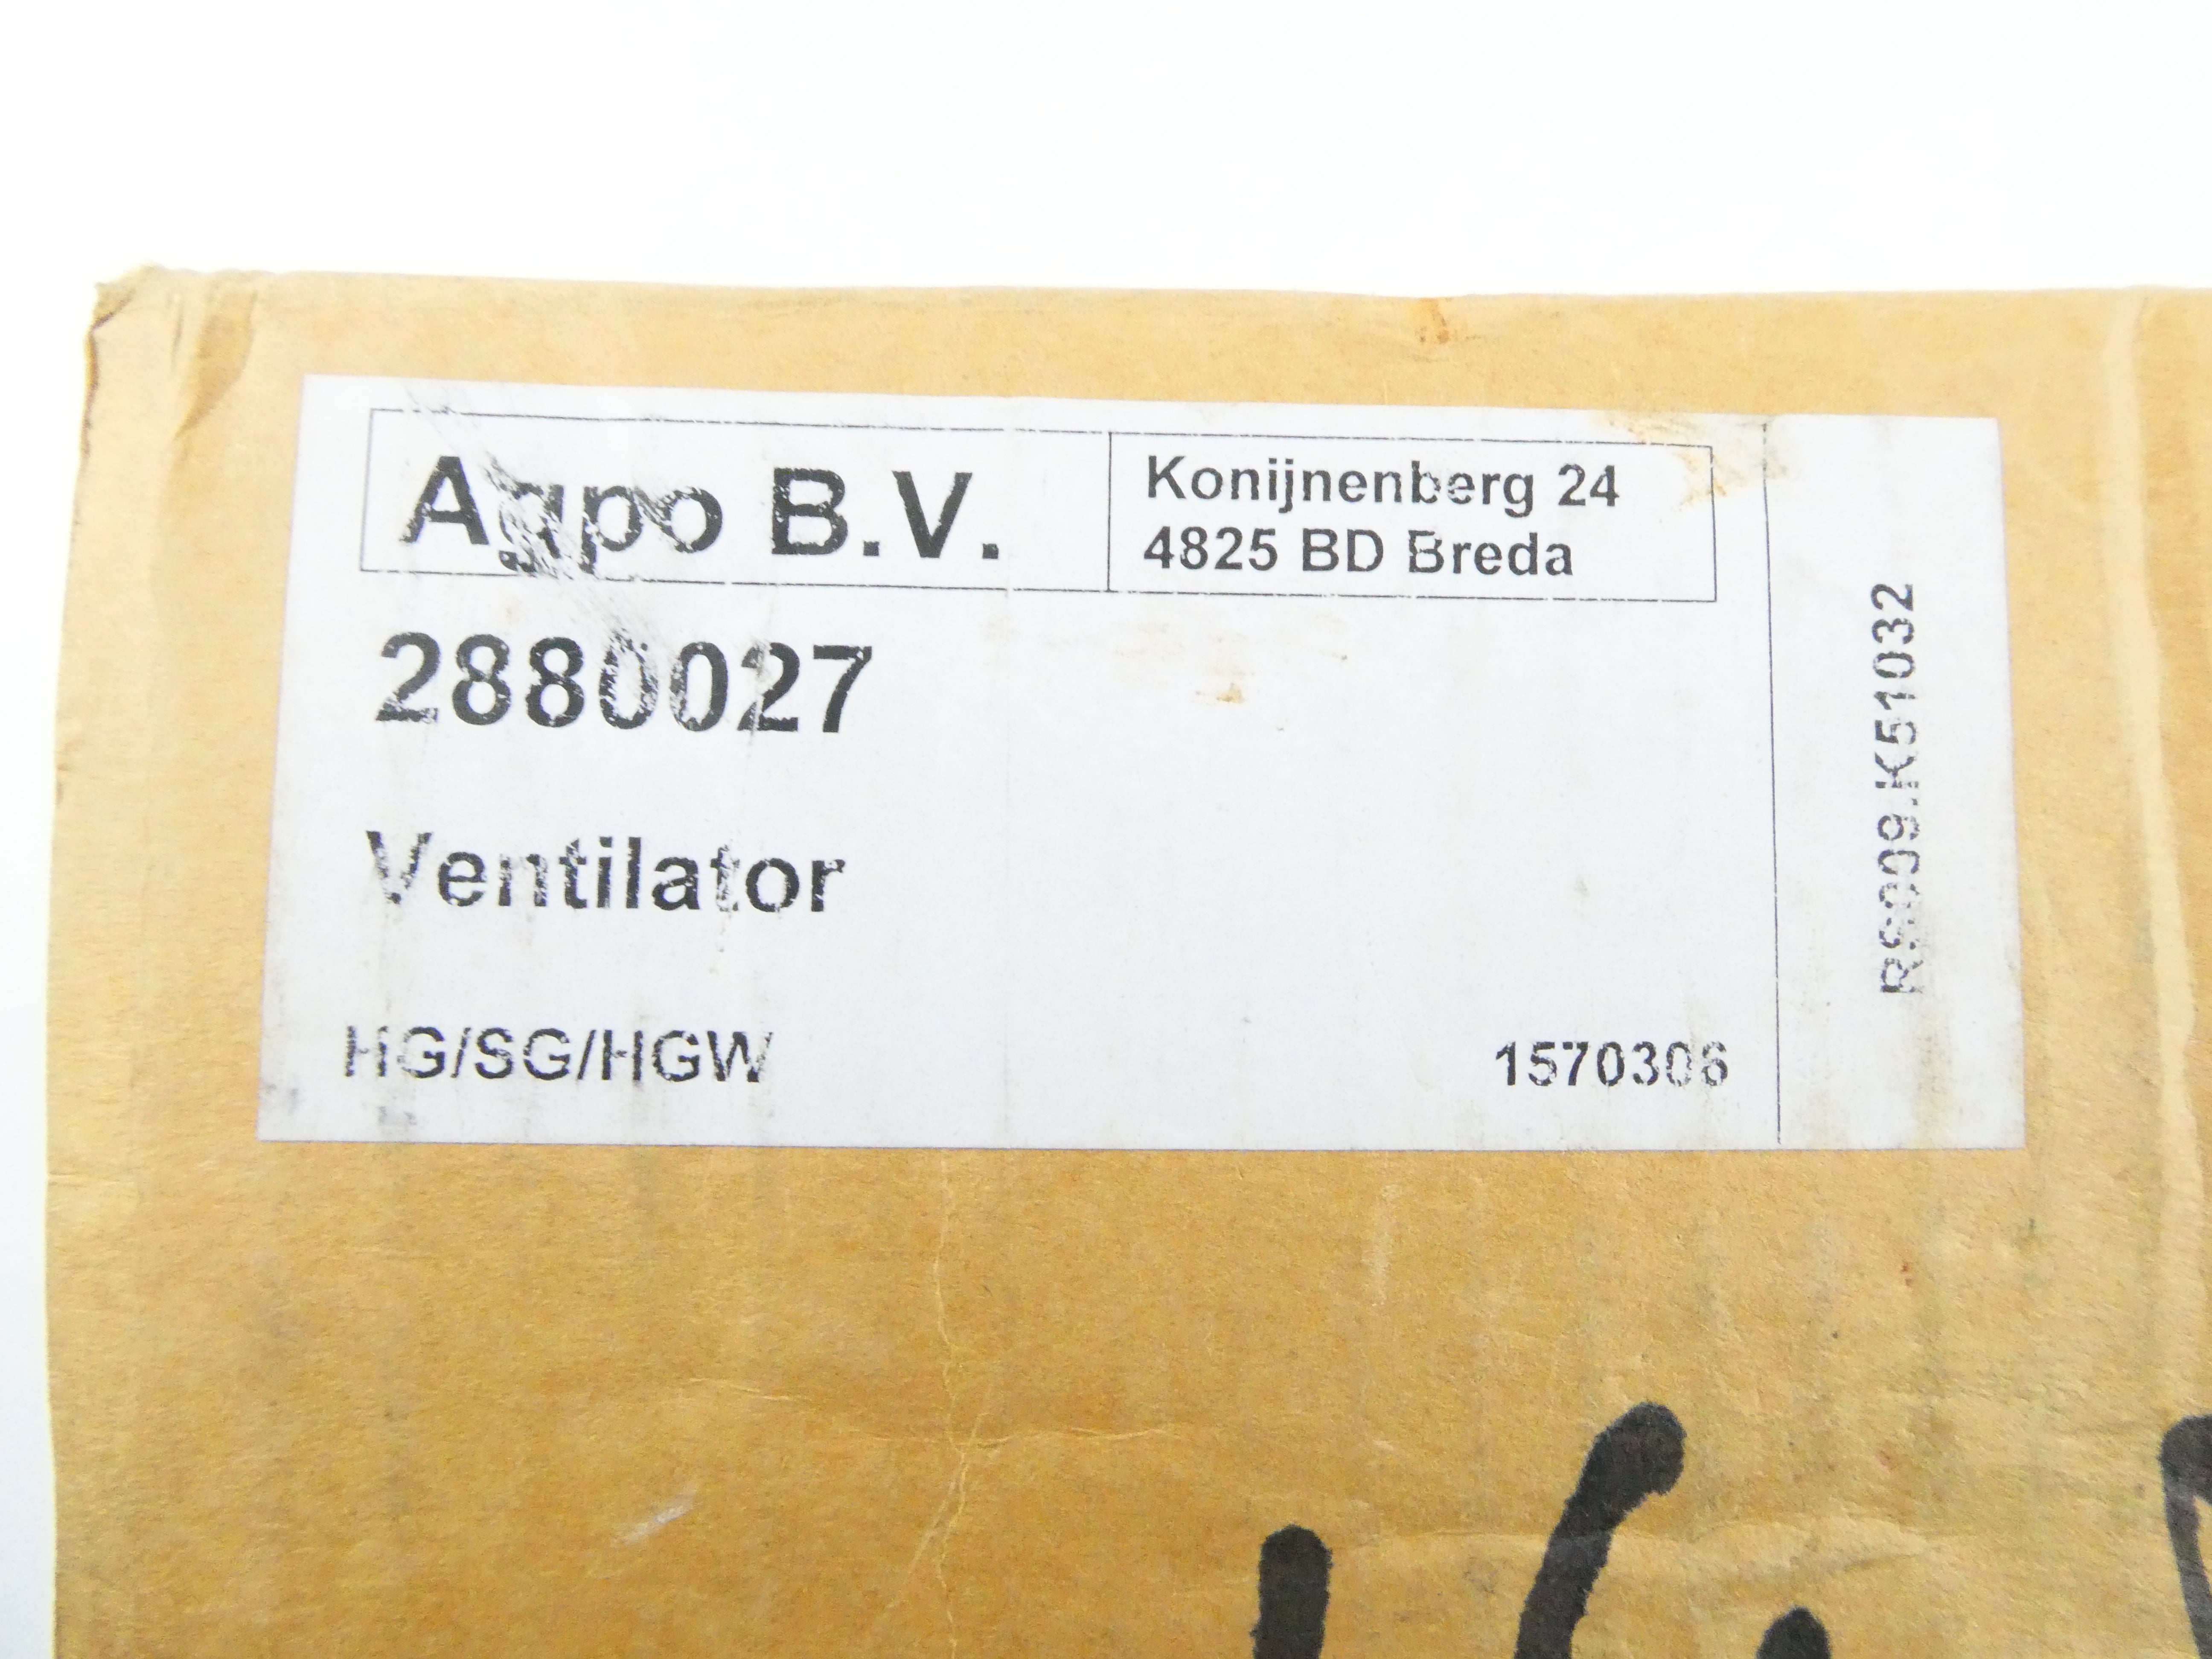 Agpo B.V.
Konijnenberg 24
4825 BD Breda
2880027
Ventilator
HG/SG/HGW
1570306